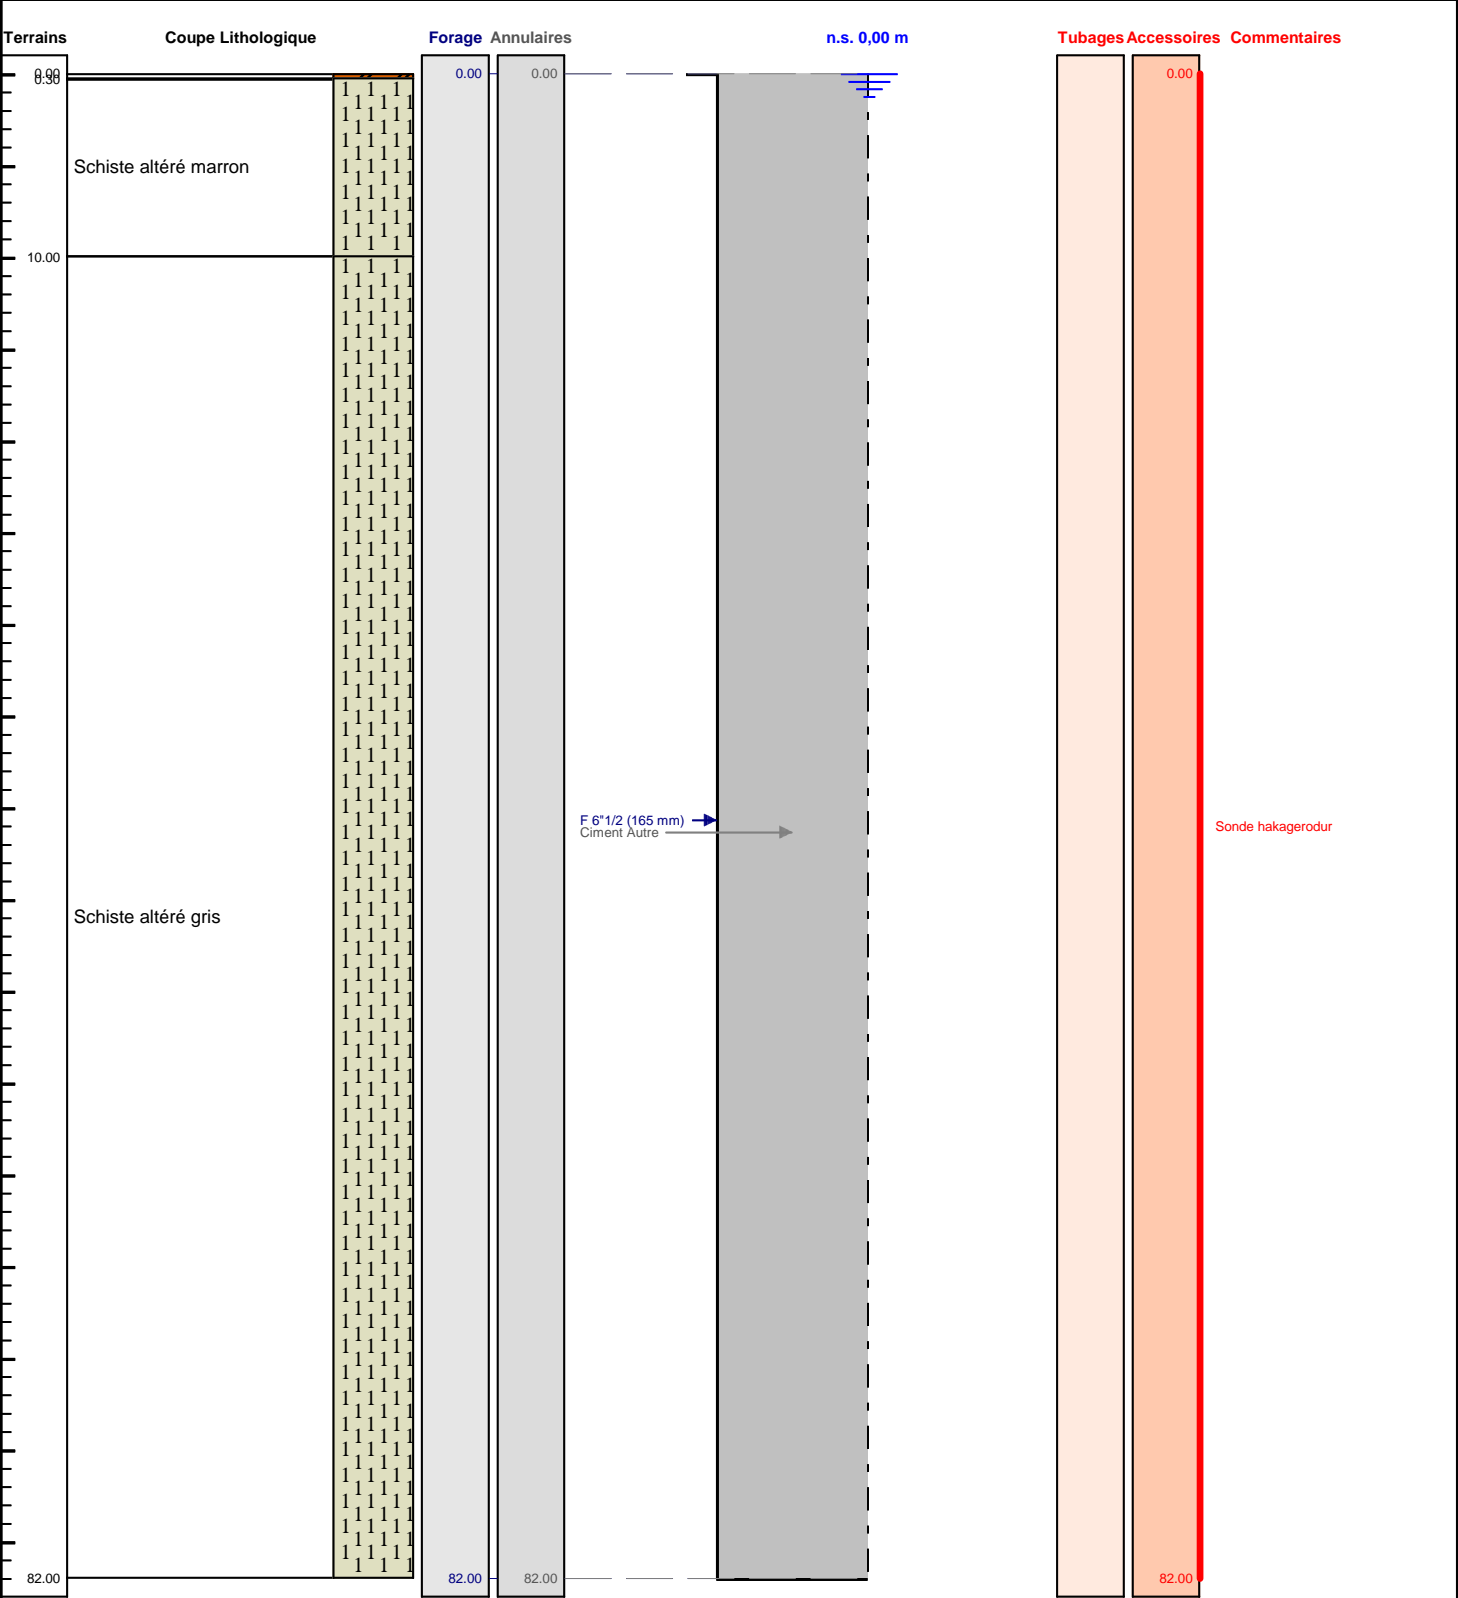 Terrains Coupe Lithologique Forage Annulaires n.s. 0,00 m Tubages Accessoires Commentaires
0.00 0.00 0.00 0.00
0.30
Schiste altéré marron
10.00
F 6"1/2 (165 mm)
Ciment Autre
Sonde hakagerodur
Schiste altéré gris
82.00 82.00 82.00 82.00